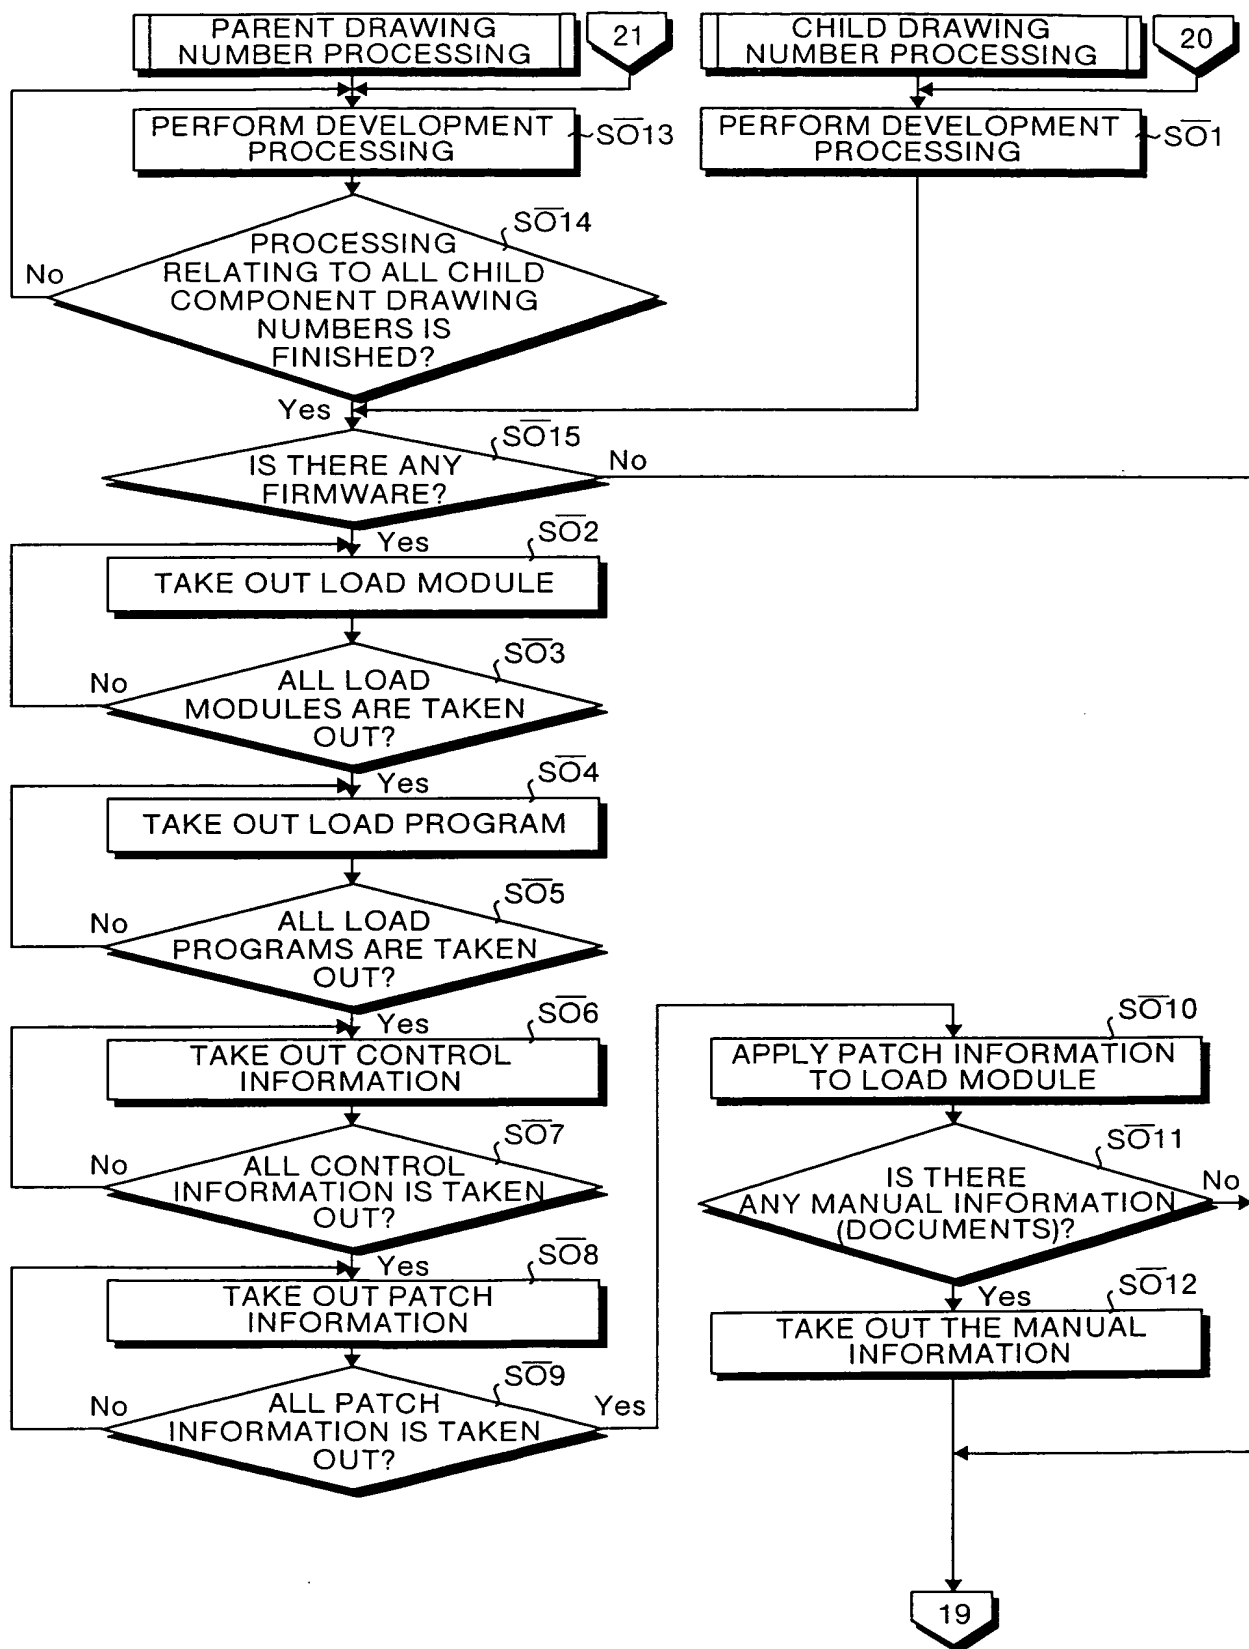 PARENT DRAWING
NUMBER PROCESSING
21
CHILD DRAWING
NUMBER PROCESSING
20
PERFORM DEVELOPMENT
PROCESSING
SO13
PERFORM DEVELOPMENT
PROCESSING
SO1
SO14
PROCESSING
RELATING TO ALL CHILD
COMPONENT DRAWING
NUMBERS IS
FINISHED?
No
Yes
SO15
IS THERE ANY
FIRMWARE?
No
Yes
SO2
TAKE OUT LOAD MODULE
SO3
ALL LOAD
MODULES ARE TAKEN
OUT?
No
Yes
SO4
TAKE OUT LOAD PROGRAM
SO5
ALL LOAD
PROGRAMS ARE TAKEN
OUT?
No
Yes
SO6
TAKE OUT CONTROL
INFORMATION
SO7
ALL CONTROL
INFORMATION IS TAKEN
OUT?
No
Yes
SO8
TAKE OUT PATCH
INFORMATION
SO9
ALL PATCH
INFORMATION IS TAKEN
OUT?
No
Yes
SO10
APPLY PATCH INFORMATION
TO LOAD MODULE
SO11
IS THERE
ANY MANUAL INFORMATION
(DOCUMENTS)?
No
Yes
SO12
TAKE OUT THE MANUAL
INFORMATION
19